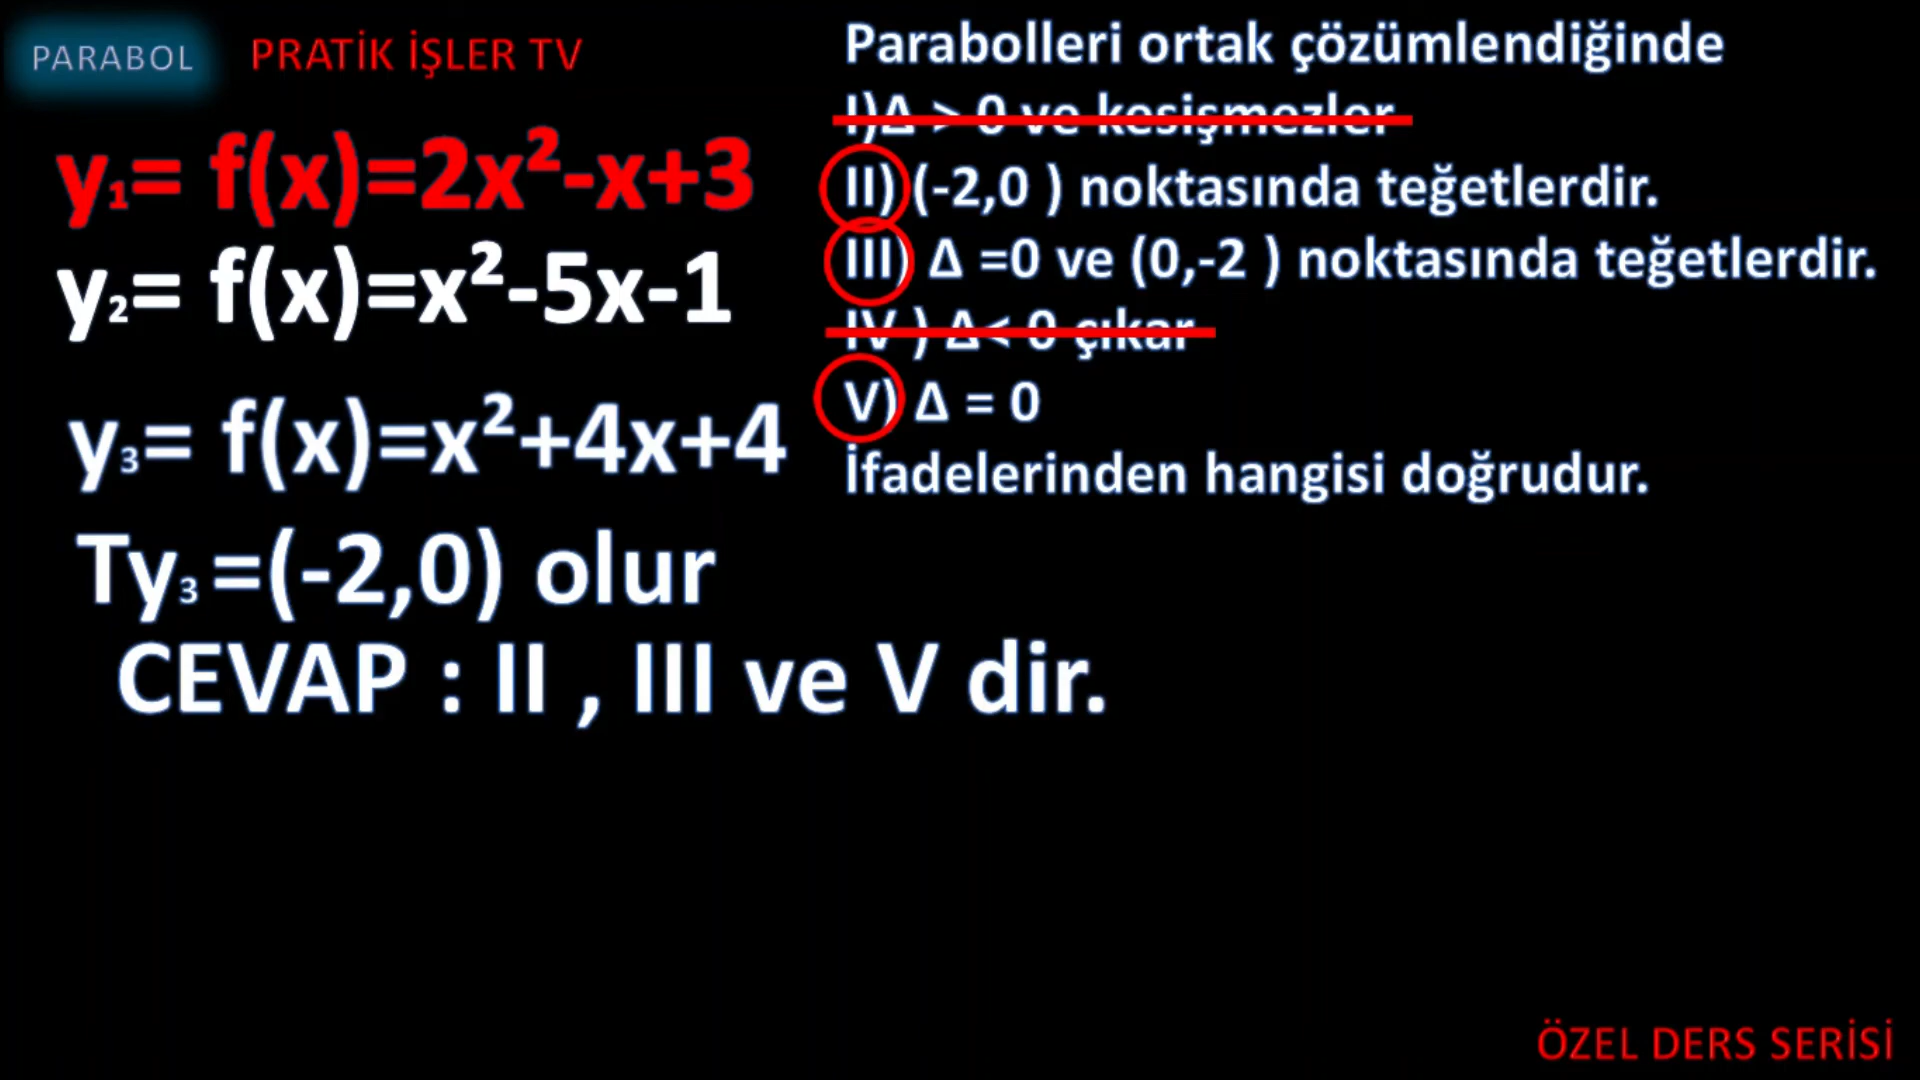 PARABOL
PRATİK İŞLER TV
y₁= f(x)=2x²-x+3
y₂= f(x)=x²-5x-1
y₃= f(x)=x²+4x+4
Ty₃ =(-2,0) olur
CEVAP : II , III ve V dir.
Parabolleri ortak çözümlendiğinde
I)Δ > 0 ve kesişmezler
II) (-2,0 ) noktasında teğetlerdir.
III) Δ =0 ve (0,-2 ) noktasında teğetlerdir.
IV ) Δ< 0 çıkar
V) Δ = 0
İfadelerinden hangisi doğrudur.
ÖZEL DERS SERİSİ